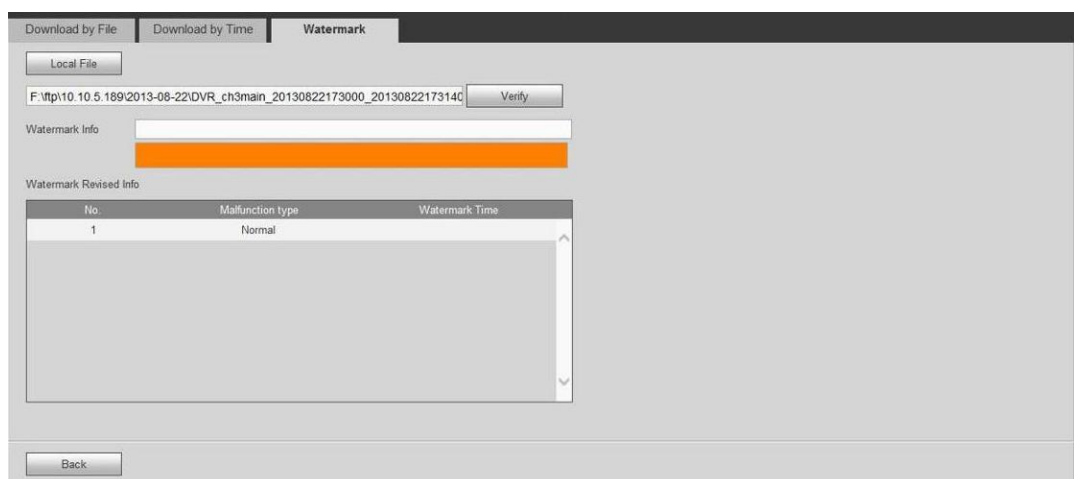 Download by File Download by Time Watermark
Local File
F:\ftp\10.10.5.189\2013-08-22\DVR_ch3main_20130822173000_20130822173140 Verify
Watermark Info
Watermark Revised Info
No. Malfunction type Watermark Time
1 Normal
Back